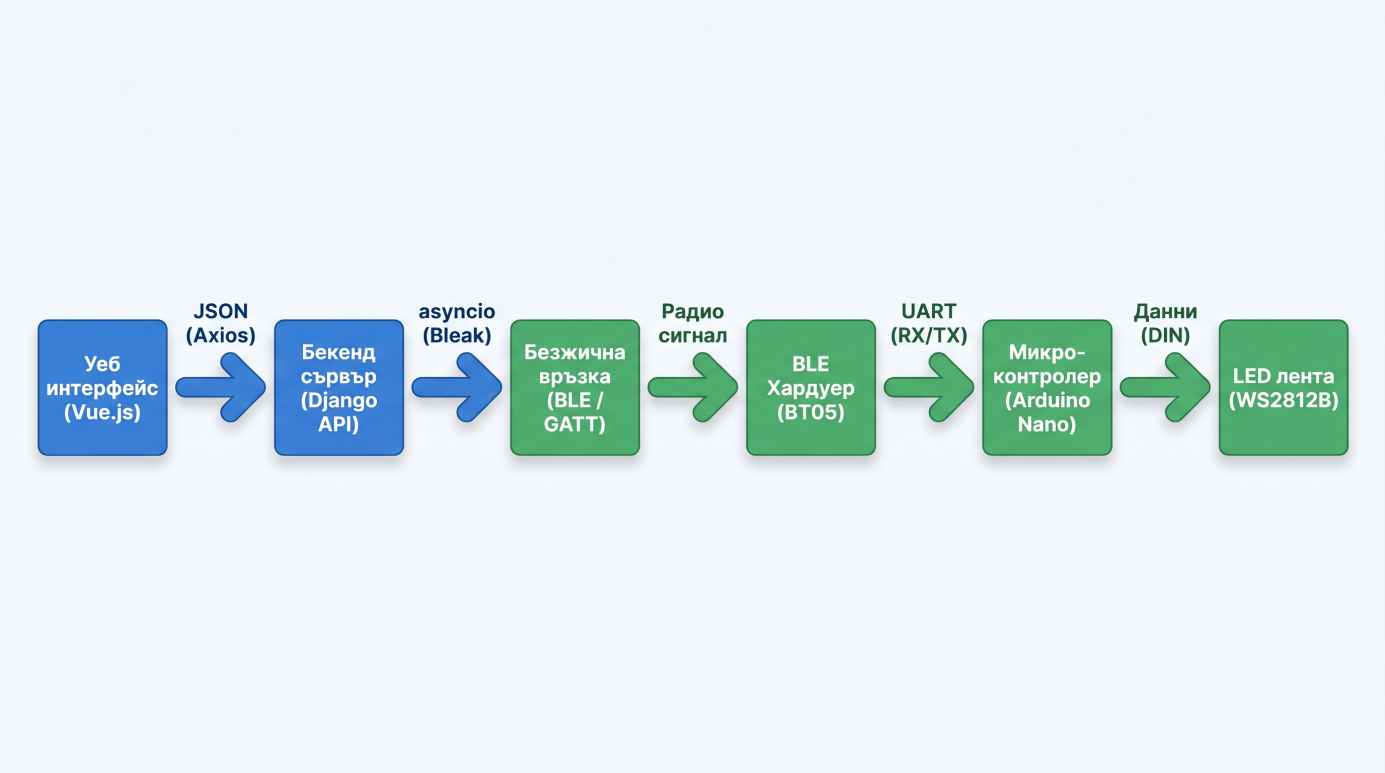 Уеб
интерфейс
(Vue.js)
JSON
(Axios)
Бекенд
сървър
(Django
API)
asyncio
(Bleak)
Безжична
връзка
(BLE /
GATT)
Радио
сигнал
BLE
Хардуер
(BT05)
UART
(RX/TX)
Микро-
контролер
(Arduino
Nano)
Данни
(DIN)
LED лента
(WS2812B)